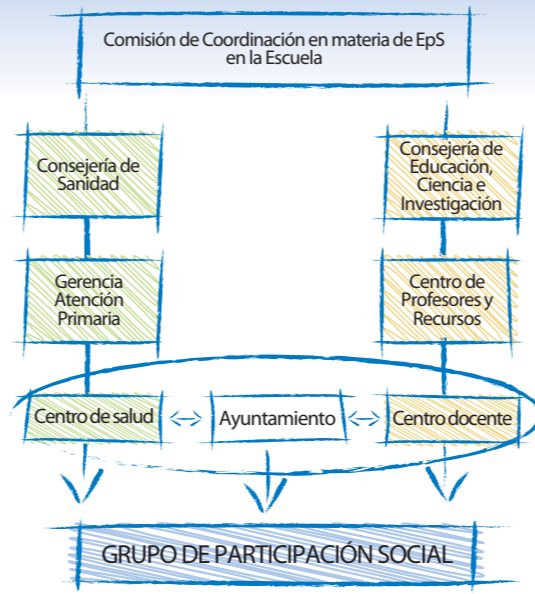 Comisión de Coordinación en materia de EpS
en la Escuela
Consejería de
Sanidad
Consejería de
Educación,
Ciencia e
Investigación
Gerencia
Atención
Primaria
Centro de
Profesores y
Recursos
Centro de salud
Ayuntamiento
Centro docente
GRUPO DE PARTICIPACIÓN SOCIAL